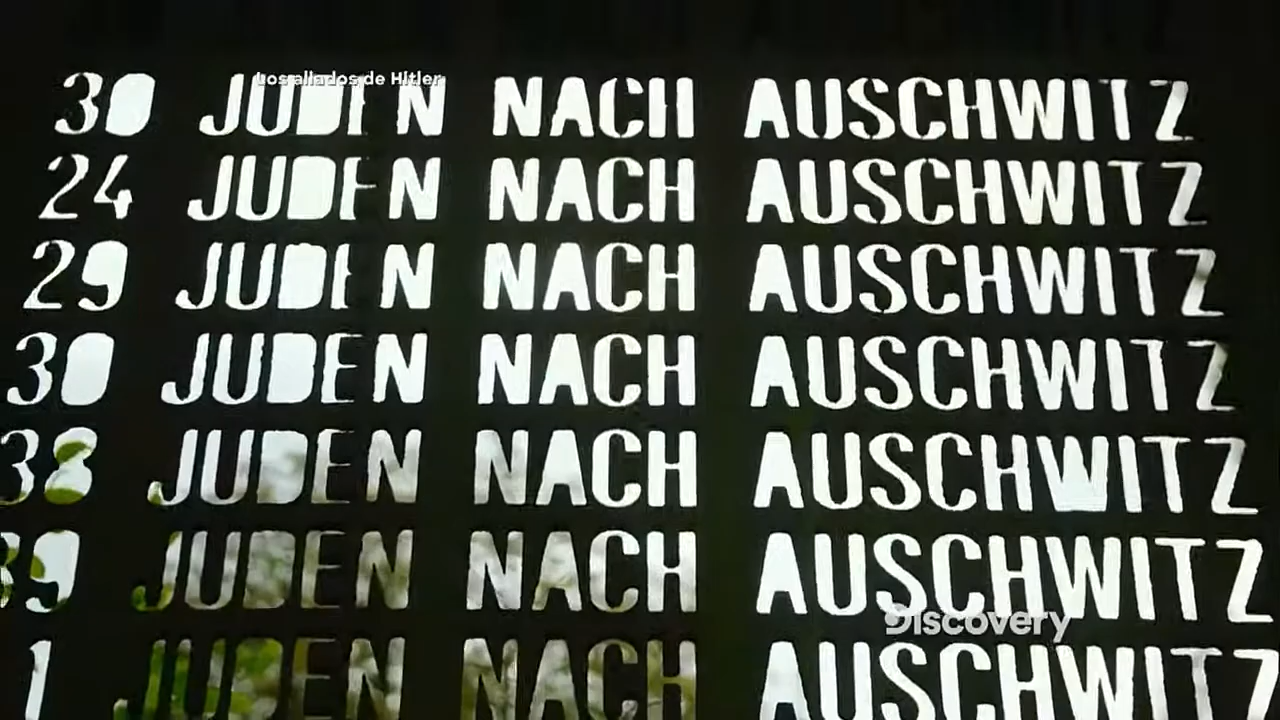 Los aliados de Hitler
30 JUDEN NACH AUSCHWITZ
24 JUDEN NACH AUSCHWITZ
29 JUDEN NACH AUSCHWITZ
30 JUDEN NACH AUSCHWITZ
38 JUDEN NACH AUSCHWITZ
39 JUDEN NACH AUSCHWITZ
Discovery
1 JUDEN NACH AUSCHWITZ